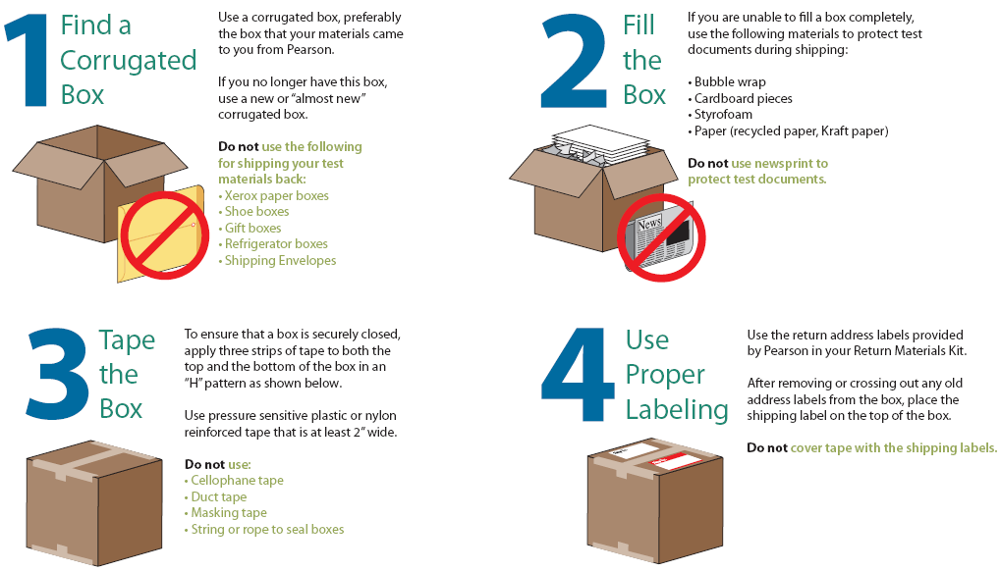 1
Find a
Corrugated
Box
Use a corrugated box, preferably
the box that your materials came
to you from Pearson.
If you no longer have this box,
use a new or “almost new”
corrugated box.
Do not use the following
for shipping your test
materials back:
• Xerox paper boxes
• Shoe boxes
• Gift boxes
• Refrigerator boxes
• Shipping Envelopes
2
Fill
the
Box
If you are unable to fill a box completely,
use the following materials to protect test
documents during shipping:
• Bubble wrap
• Cardboard pieces
• Styrofoam
• Paper (recycled paper, Kraft paper)
Do not use newsprint to
protect test documents.
News
3
Tape
the
Box
To ensure that a box is securely closed,
apply three strips of tape to both the
top and the bottom of the box in an
“H” pattern as shown below.
Use pressure sensitive plastic or nylon
reinforced tape that is at least 2” wide.
Do not use:
• Cellophane tape
• Duct tape
• Masking tape
• String or rope to seal boxes
4
Use
Proper
Labeling
Use the return address labels provided
by Pearson in your Return Materials Kit.
After removing or crossing out any old
address labels from the box, place the
shipping label on the top of the box.
Do not cover tape with the shipping labels.